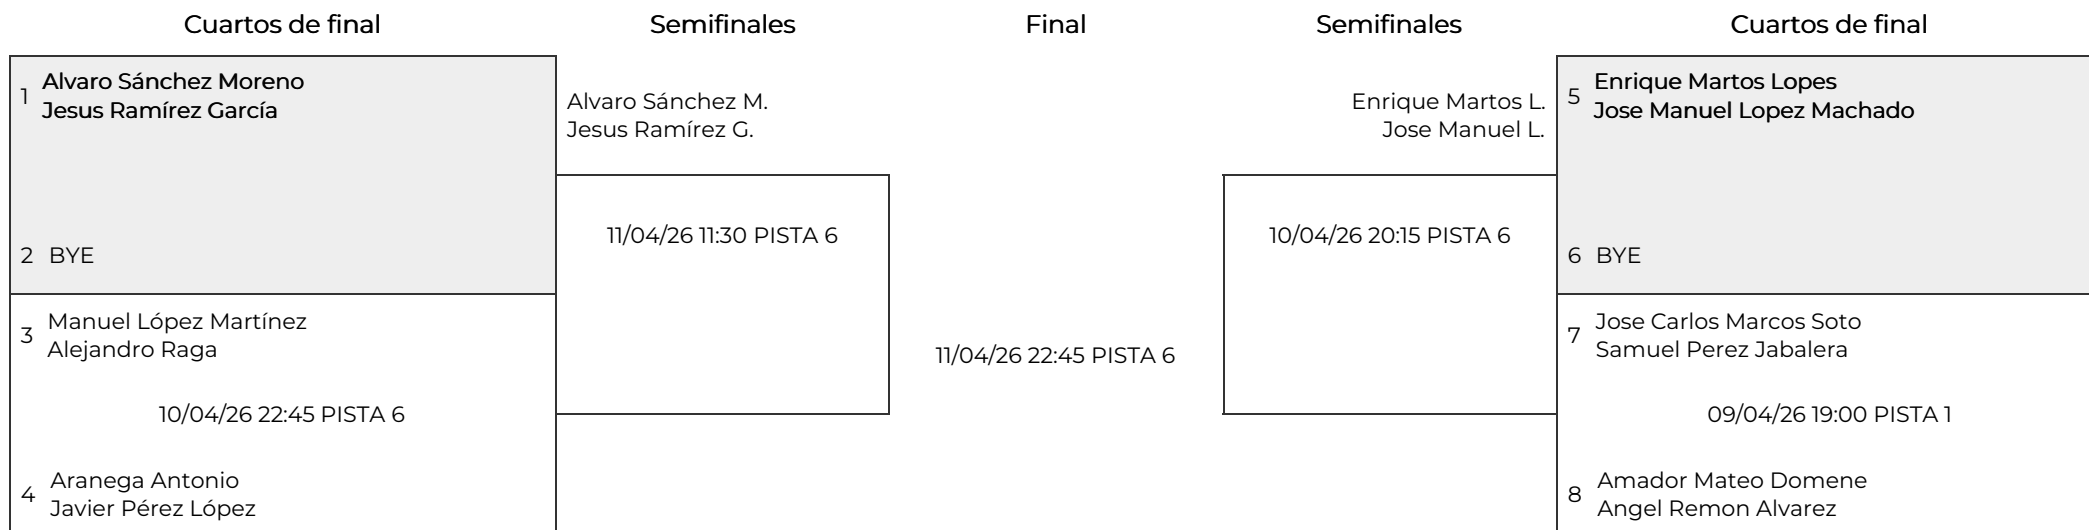 Cuartos de final
Semifinales
Final
Semifinales
Cuartos de final
1
Alvaro Sánchez Moreno
Jesus Ramírez García
2 BYE
3
Manuel López Martínez
Alejandro Raga
10/04/26 22:45 PISTA 6
4
Aranega Antonio
Javier Pérez López
Alvaro Sánchez M.
Jesus Ramírez G.
11/04/26 11:30 PISTA 6
11/04/26 22:45 PISTA 6
Enrique Martos L.
Jose Manuel L.
10/04/26 20:15 PISTA 6
5
Enrique Martos Lopes
Jose Manuel Lopez Machado
6 BYE
7
Jose Carlos Marcos Soto
Samuel Perez Jabalera
09/04/26 19:00 PISTA 1
8
Amador Mateo Domene
Angel Remon Alvarez